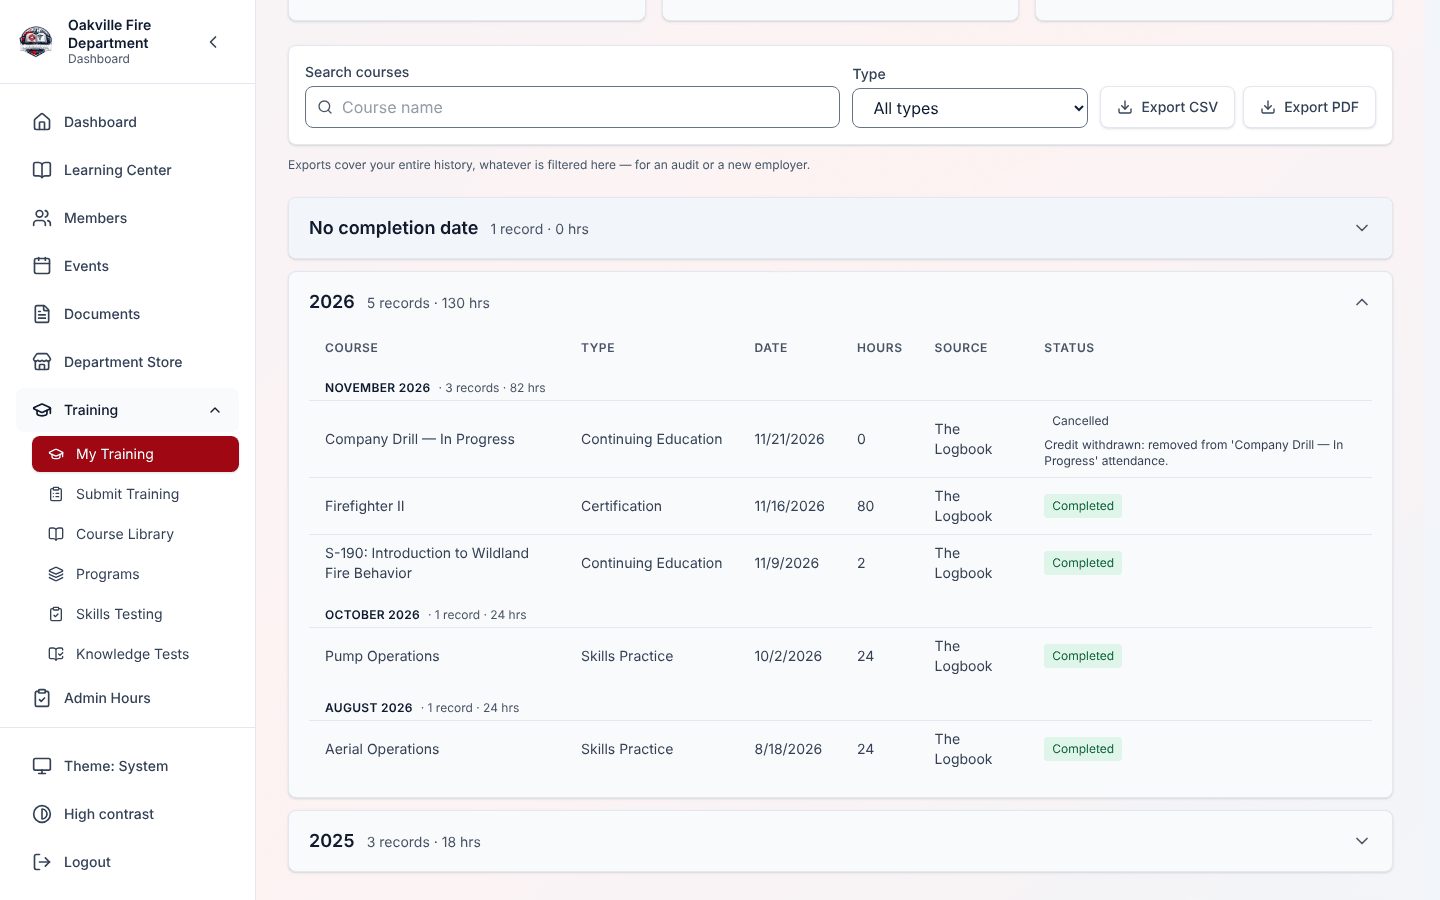 Oakville Fire
Department
Dashboard
Dashboard
Learning Center
Members
Events
Documents
Department Store
Training
My Training
Submit Training
Course Library
Programs
Skills Testing
Knowledge Tests
Admin Hours
Theme: System
High contrast
Logout
Search courses
Course name
Type
All types
Export CSV
Export PDF
Exports cover your entire history, whatever is filtered here — for an audit or a new employer.
No completion date 1 record · 0 hrs
2026 5 records · 130 hrs
COURSE TYPE DATE HOURS SOURCE STATUS
NOVEMBER 2026 · 3 records · 82 hrs
Company Drill — In Progress Continuing Education 11/21/2026 0 The Logbook Cancelled
Credit withdrawn: removed from 'Company Drill — In
Progress' attendance.
Firefighter II Certification 11/16/2026 80 The Logbook Completed
S-190: Introduction to Wildland
Fire Behavior Continuing Education 11/9/2026 2 The Logbook Completed
OCTOBER 2026 · 1 record · 24 hrs
Pump Operations Skills Practice 10/2/2026 24 The Logbook Completed
AUGUST 2026 · 1 record · 24 hrs
Aerial Operations Skills Practice 8/18/2026 24 The Logbook Completed
2025 3 records · 18 hrs